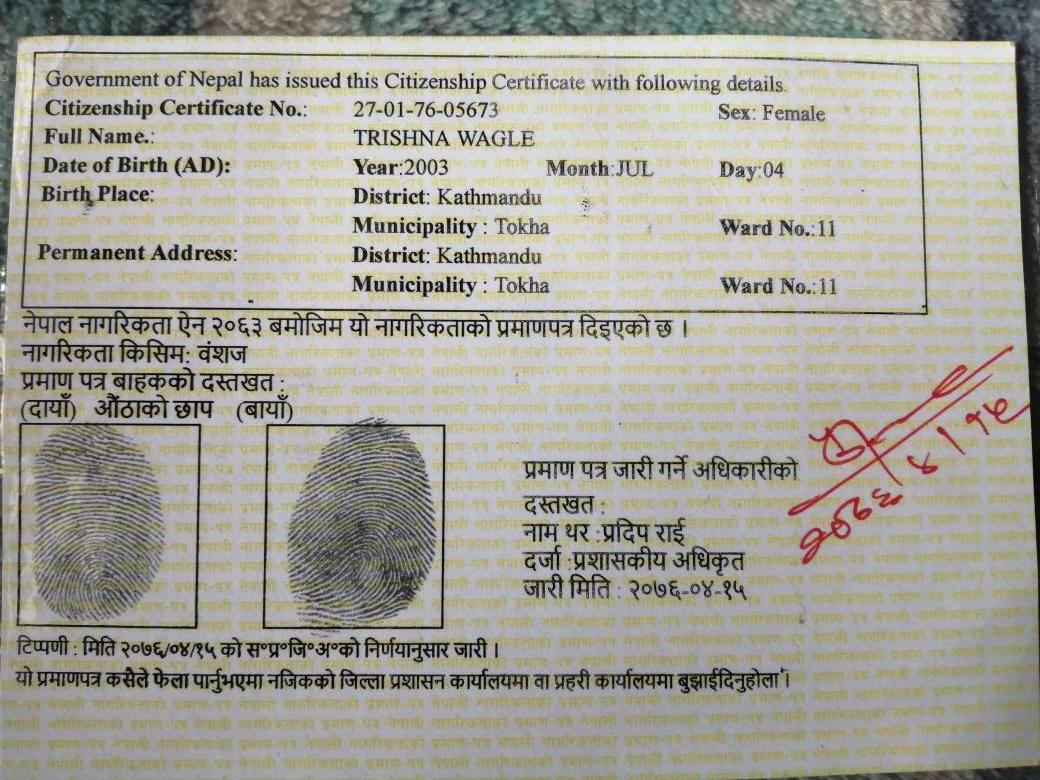 Government of Nepal has issued this Citizenship Certificate with following details.
Citizenship Certificate No.: 27-01-76-05673 Sex: Female
Full Name.: TRISHNA WAGLE
Date of Birth (AD): Year:2003 Month:JUL Day:04
Birth Place: District: Kathmandu
Municipality : Tokha Ward No.:11
Permanent Address: District: Kathmandu
Municipality : Tokha Ward No.:11
नेपाल नागरिकता ऐन २०६३ बमोजिम यो नागरिकताको प्रमाणपत्र दिइएको छ ।
नागरिकता किसिम: वंशज
प्रमाण पत्र बाहकको दस्तखत :
(दायाँ) औंठाको छाप (बायाँ)
प्रमाण पत्र जारी गर्ने अधिकारीको
दस्तखत :
नाम थर :प्रदिप राई
दर्जा :प्रशासकीय अधिकृत
जारी मिति : २०७६-०४-१५
२०७६ ४।१५
टिप्पणी : मिति २०७६/०४/१५ को स॰प्र॰जि॰अ॰को निर्णयानुसार जारी ।
यो प्रमाणपत्र कसैले फेला पार्नुभएमा नजिकको जिल्ला प्रशासन कार्यालयमा वा प्रहरी कार्यालयमा बुझाईदिनुहोला ।